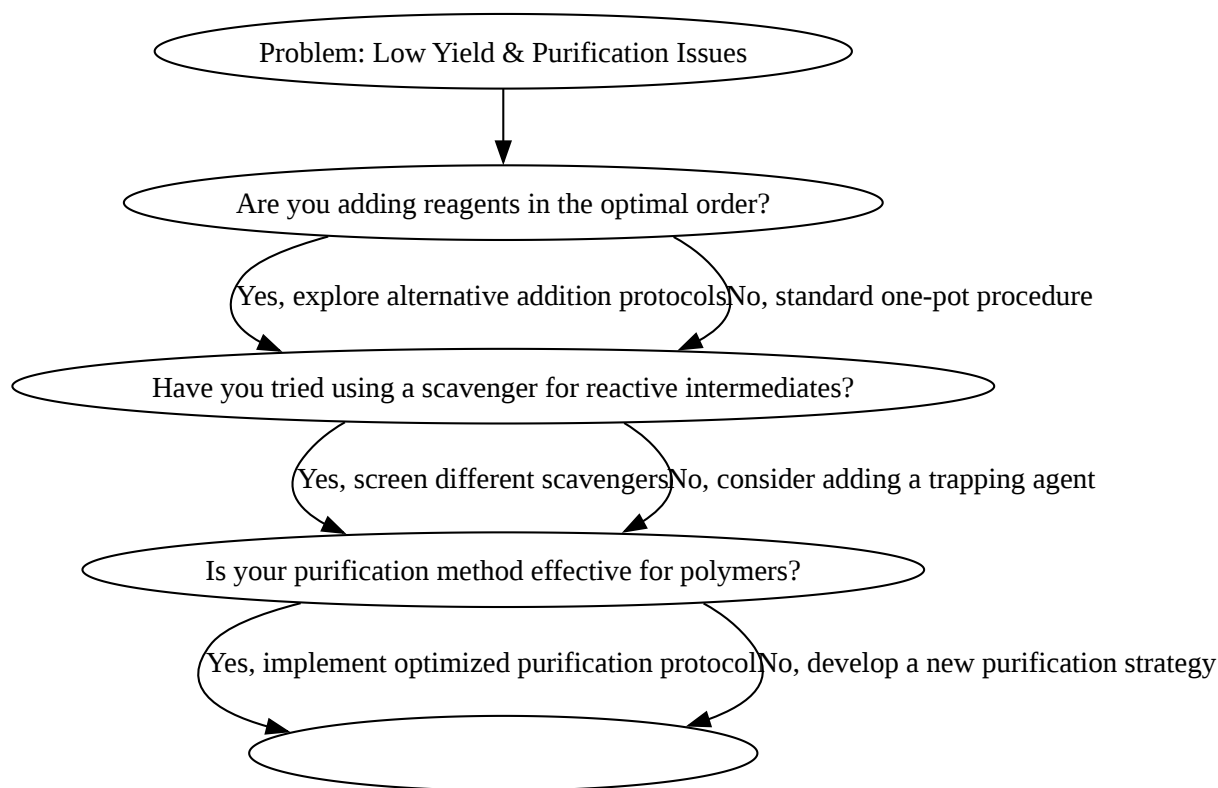 Problem: Low Yield & Purification Issues
Are you adding reagents in the optimal order?
Yes, explore alternative addition protocols
No, standard one-pot procedure
Have you tried using a scavenger for reactive intermediates?
Yes, screen different scavengers
No, consider adding a trapping agent
Is your purification method effective for polymers?
Yes, implement optimized purification protocol
No, develop a new purification strategy